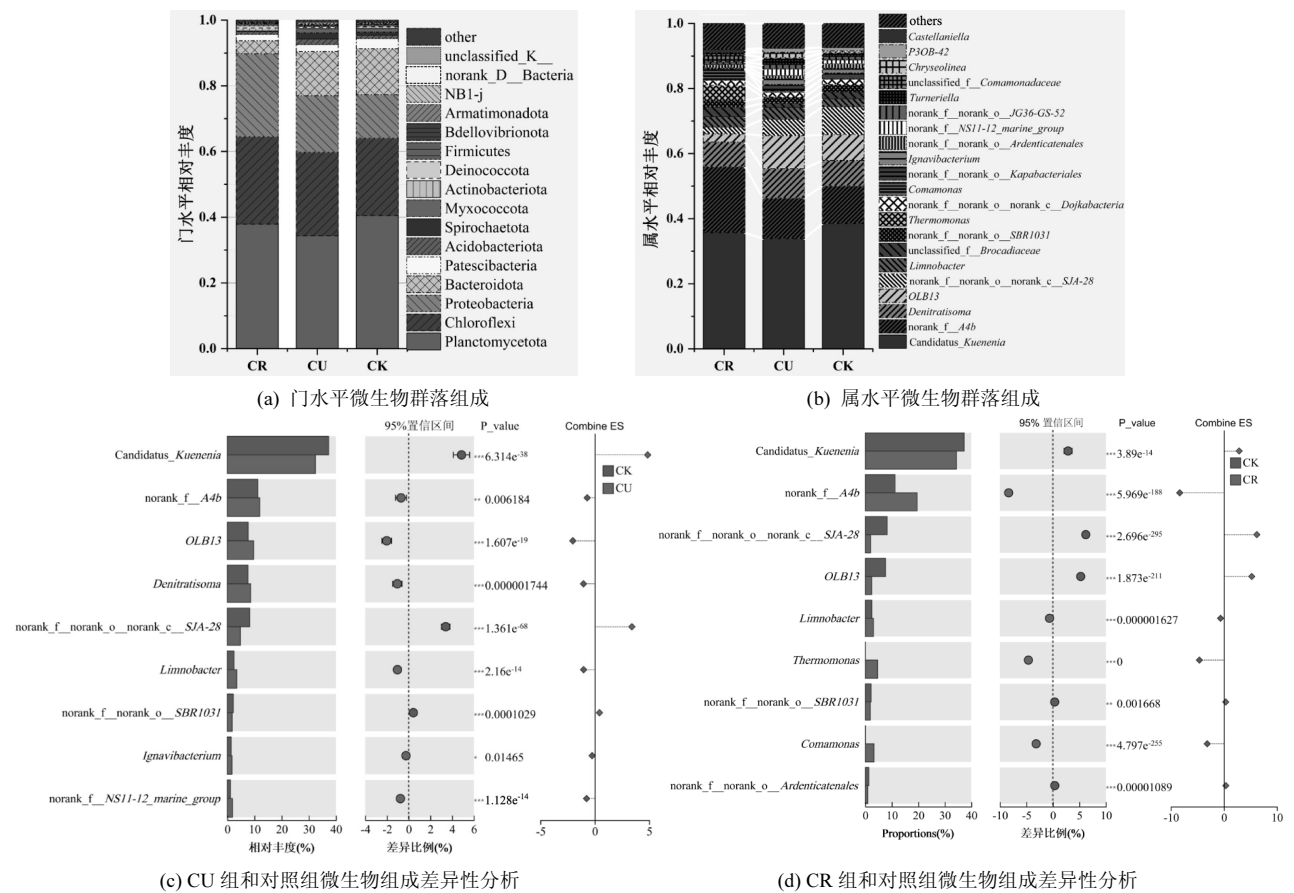 门水平相对丰度
1.0
0.8
0.6
0.4
0.2
0.0
CR CU CK
other
unclassified_K__
norank_D__Bacteria
NB1-j
Armatimonadota
Bdellovibrionota
Firmicutes
Deinococcota
Actinobacteriota
Myxococcota
Spirochaetota
Acidobacteriota
Patescibacteria
Bacteroidota
Proteobacteria
Chloroflexi
Planctomycetota
(a) 门水平微生物群落组成
属水平相对丰度
1.0
0.8
0.6
0.4
0.2
0.0
CR CU CK
others
Castellaniella
P3OB-42
Chryseolinea
unclassified_f__Comamonadaceae
Turneriella
norank_f__norank_o__JG36-GS-52
norank_f__NS11-12_marine_group
norank_f__norank_o__Ardenticatenales
Ignavibacterium
norank_f__norank_o__Kapabacteriales
Comamonas
norank_f__norank_o__norank_c__Dojkabacteria
Thermomonas
norank_f__norank_o__SBR1031
unclassified_f__Brocadiaceae
Limnobacter
norank_f__norank_o__norank_c__SJA-28
OLB13
Denitratisoma
norank_f__A4b
Candidatus_Kuenenia
(b) 属水平微生物群落组成
95%置信区间 P_value Combine ES
CK
CU
Candidatus_Kuenenia ***6.314e-38
norank_f__A4b ** 0.006184
OLB13 ***1.607e-19
Denitratisoma ***0.000001744
norank_f__norank_o__norank_c__SJA-28 ***1.361e-68
Limnobacter ***2.16e-14
norank_f__norank_o__SBR1031 ***0.0001029
Ignavibacterium * 0.01465
norank_f__NS11-12_marine_group ***1.128e-14
0 10 20 30 40 -4 -2 0 2 4 6 -5 0 5
相对丰度(%) 差异比例(%)
(c) CU 组和对照组微生物组成差异性分析
95% 置信区间 P_value Combine ES
CK
CR
Candidatus_Kuenenia ***3.89e-14
norank_f__A4b ***5.969e-188
norank_f__norank_o__norank_c__SJA-28 ***2.696e-295
OLB13 ***1.873e-211
Limnobacter ***0.000001627
Thermomonas ***0
norank_f__norank_o__SBR1031 ** 0.001668
Comamonas ***4.797e-255
norank_f__norank_o__Ardenticatenales ***0.00001089
0 10 20 30 40 -10 -5 0 5 10 -10 0 10
Proportions(%) 差异比例(%)
(d) CR 组和对照组微生物组成差异性分析